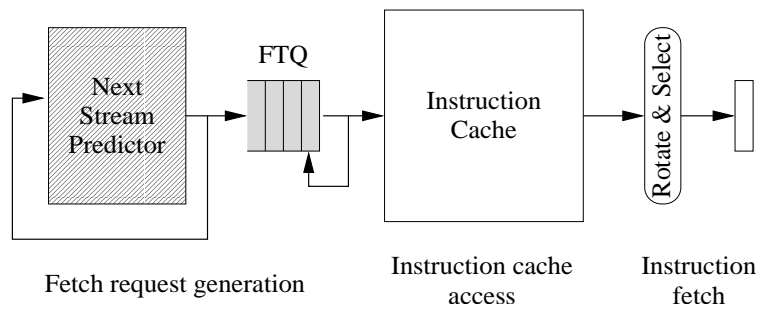 FTQ
Next
Stream
Predictor
Instruction
Cache
Rotate & Select
Fetch request generation
Instruction cache
access
Instruction
fetch